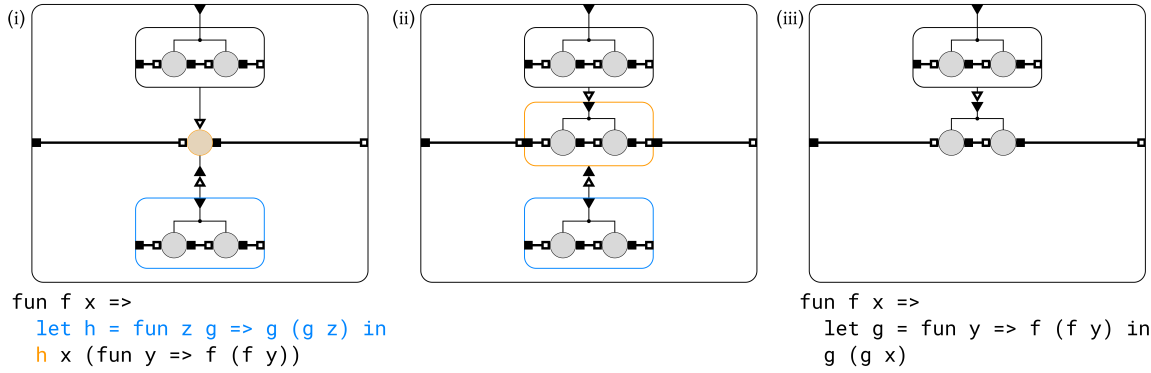 (i)
(ii)
(iii)
fun f x =>
  let h = fun z g => g (g z) in
  h x (fun y => f (f y))
fun f x =>
  let g = fun y => f (f y) in
  g (g x)